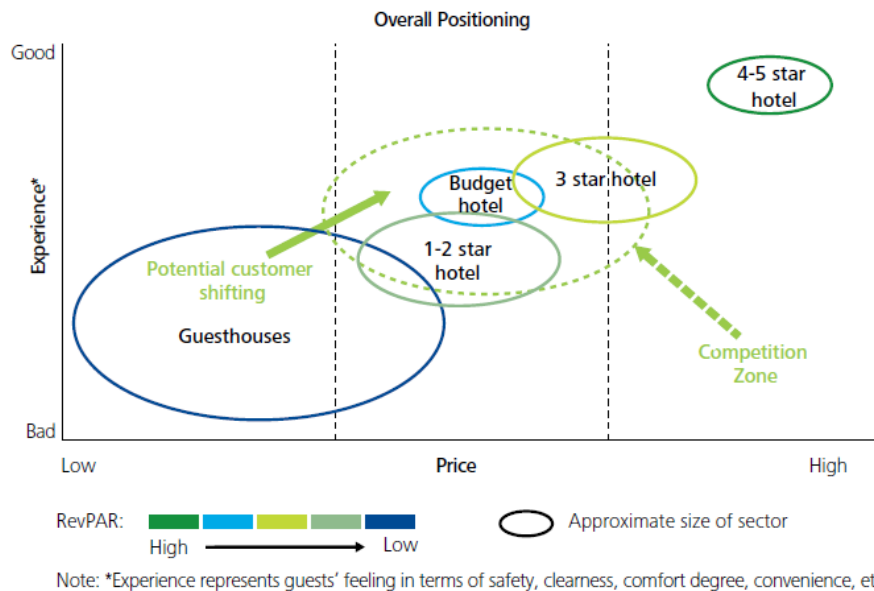 Overall Positioning
Good
4-5 star
hotel
Budget
hotel
3 star hotel
Experience*
1-2 star
hotel
Potential customer
shifting
Guesthouses
Competition
Zone
Bad
Low
Price
High
RevPAR:
High
Low
Approximate size of sector
Note: *Experience represents guests’ feeling in terms of safety, clearness, comfort degree, convenience, et